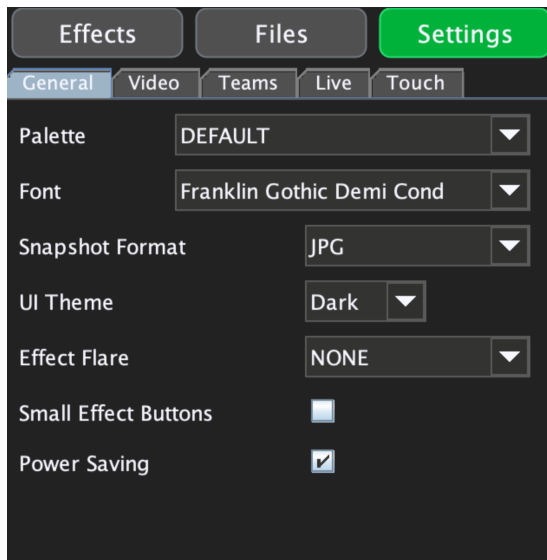 Effects Files Settings
General Video Teams Live Touch
Palette DEFAULT
Font Franklin Gothic Demi Cond
Snapshot Format JPG
UI Theme Dark
Effect Flare NONE
Small Effect Buttons
Power Saving